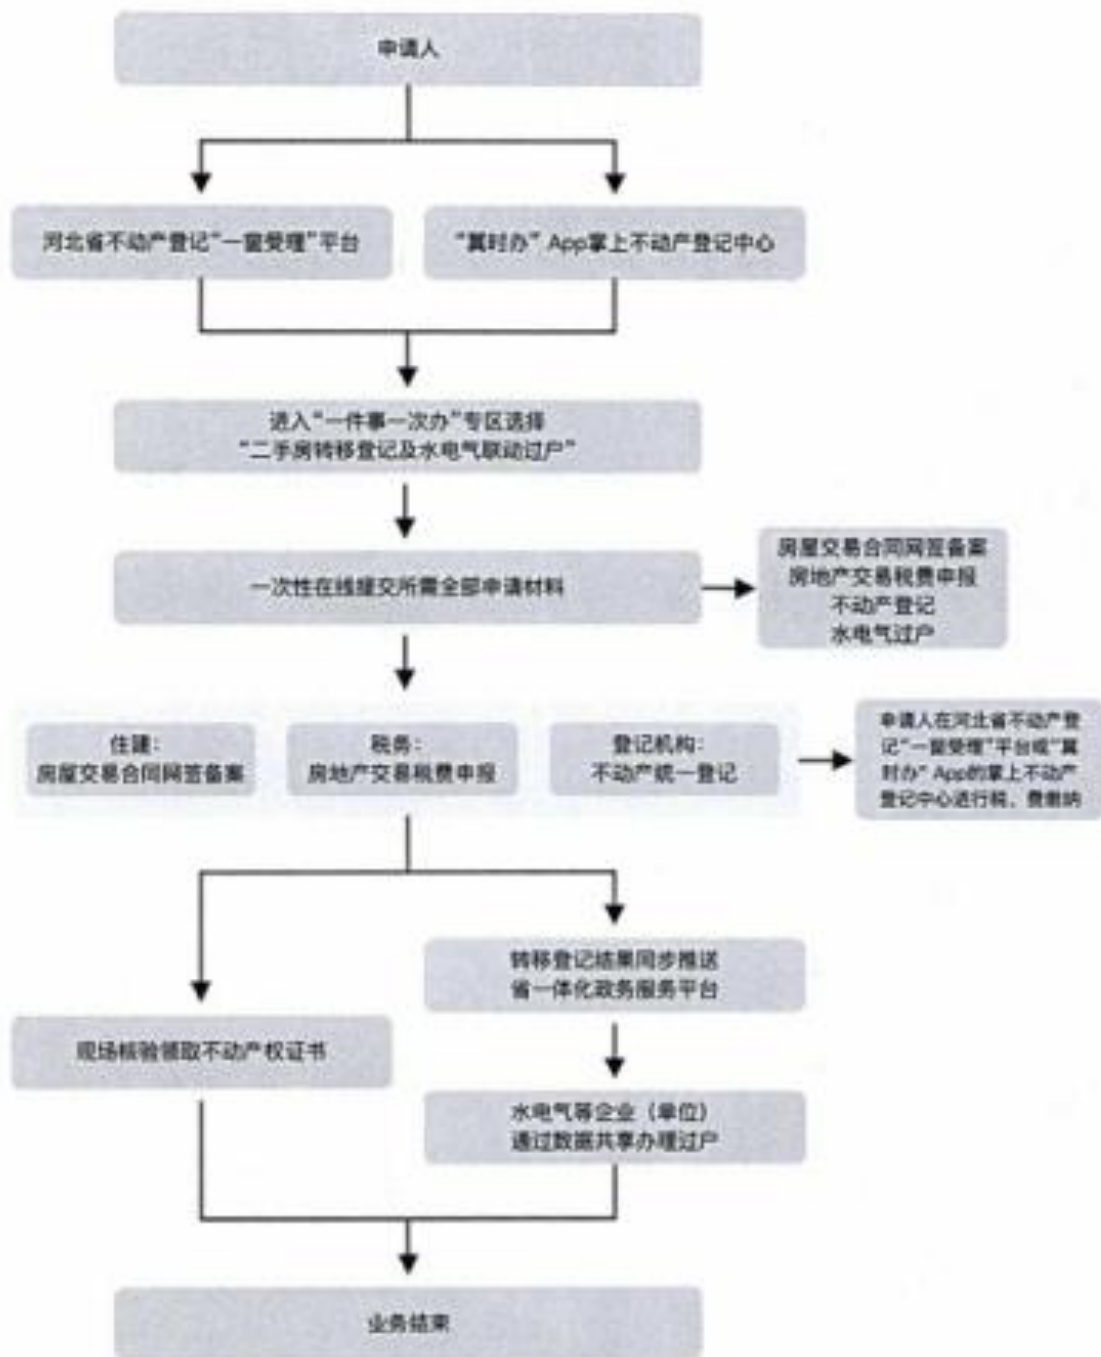 申请人
河北省不动产登记“一窗受理”平台
“冀时办”App掌上不动产登记中心
进入“一件事一次办”专区选择
“二手房转移登记及水电气联动过户”
一次性在线提交所需全部申请材料
房屋交易合同网签备案
房地产交易税费申报
不动产登记
水电气过户
住建：
房屋交易合同网签备案
税务：
房地产交易税费申报
登记机构：
不动产统一登记
申请人在河北省不动产登
记“一窗受理”平台或“冀
时办”App的掌上不动产
登记中心进行税、费缴纳
转移登记结果同步推送
省一体化政务服务平台
现场核验领取不动产权证书
水电气等企业（单位）
通过数据共享办理过户
业务结束